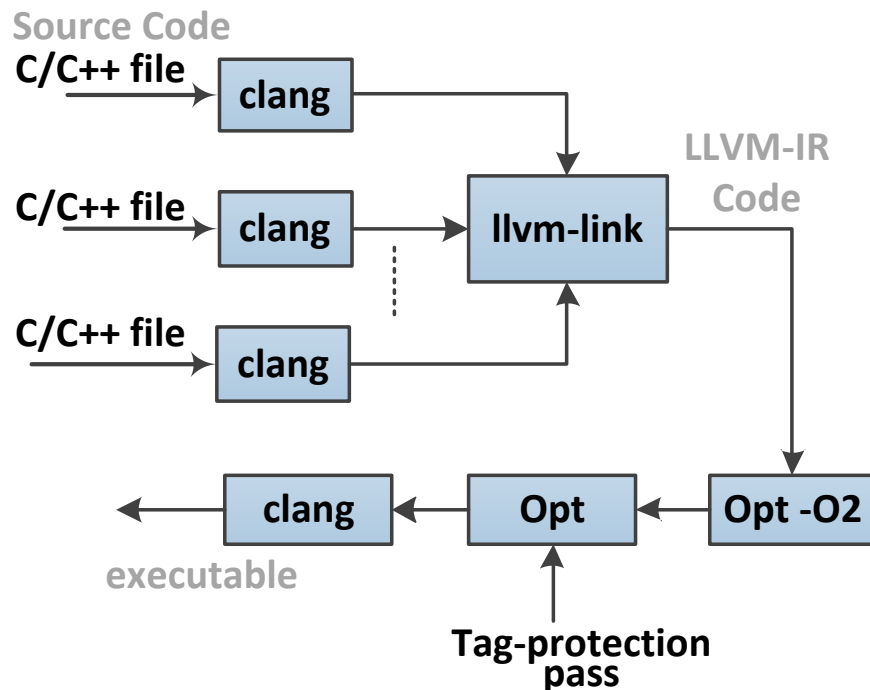 Source Code
C/C++ file
clang
LLVM-IR
Code
C/C++ file
clang
llvm-link
C/C++ file
clang
clang
Opt
Opt -O2
executable
Tag-protection
pass